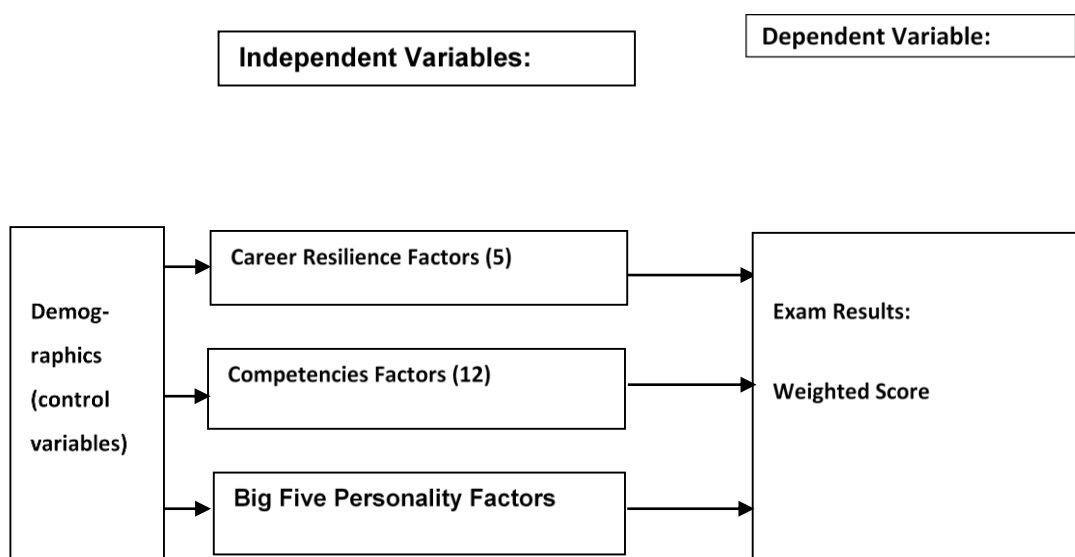 Independent Variables:
Dependent Variable:
Demog-
raphics
(control
variables)
Career Resilience Factors (5)
Competencies Factors (12)
Big Five Personality Factors
Exam Results:
Weighted Score